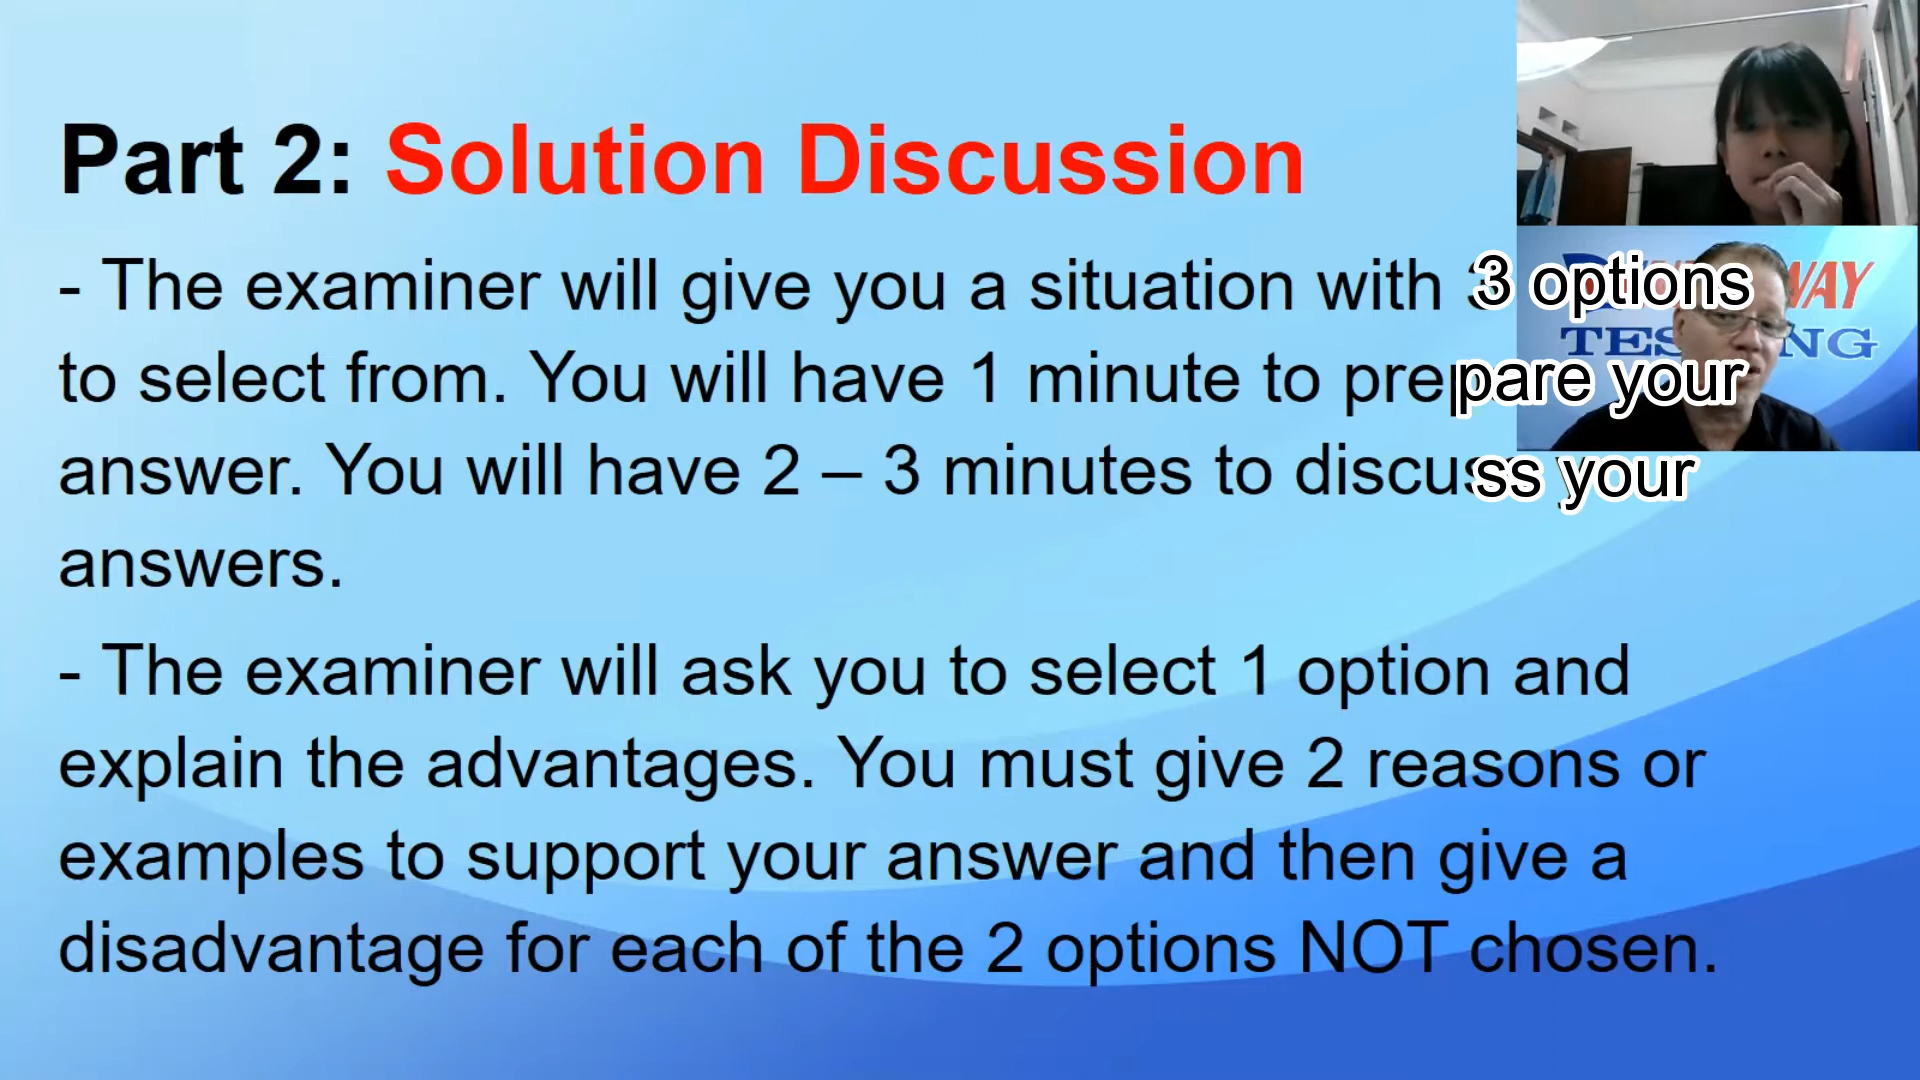 Part 2: Solution Discussion
- The examiner will give you a situation with 3 options
to select from. You will have 1 minute to prepare your
answer. You will have 2 – 3 minutes to discuss your
answers.
- The examiner will ask you to select 1 option and
explain the advantages. You must give 2 reasons or
examples to support your answer and then give a
disadvantage for each of the 2 options NOT chosen.